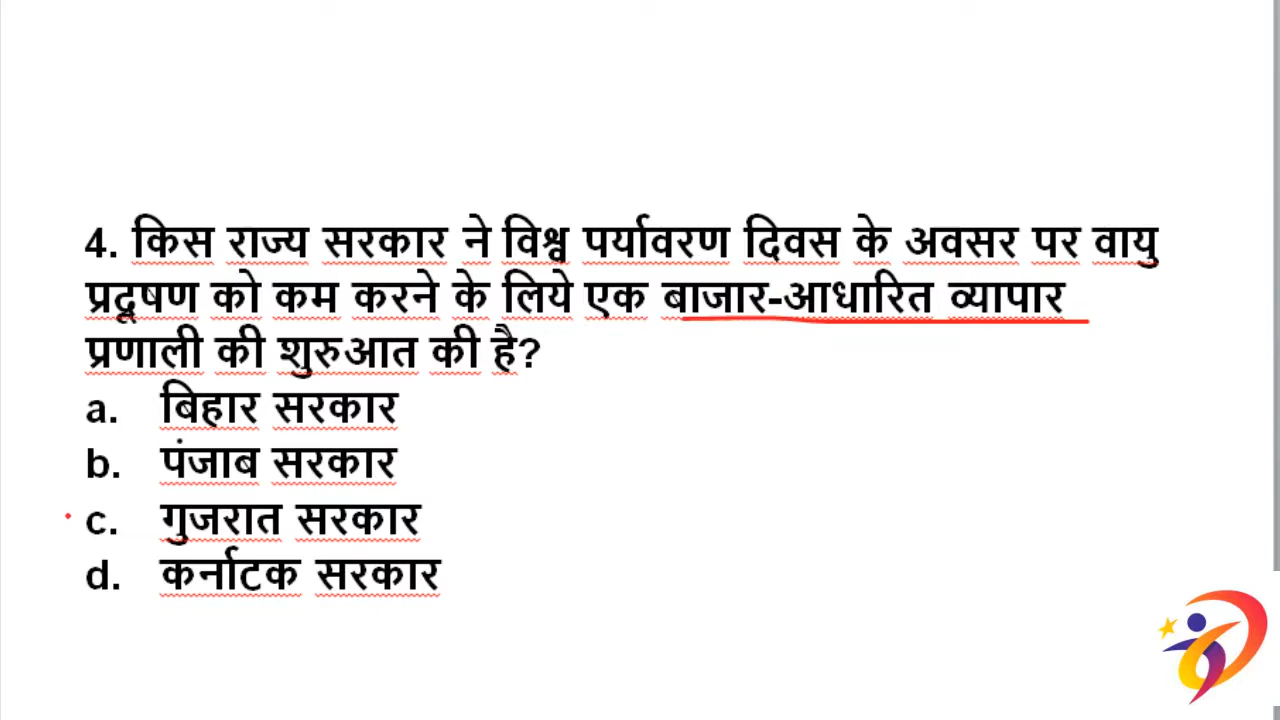 4. किस राज्य सरकार ने विश्व पर्यावरण दिवस के अवसर पर वायु
प्रदूषण को कम करने के लिये एक बाजार-आधारित व्यापार
प्रणाली की शुरुआत की है?
a. बिहार सरकार
b. पंजाब सरकार
c. गुजरात सरकार
d. कर्नाटक सरकार